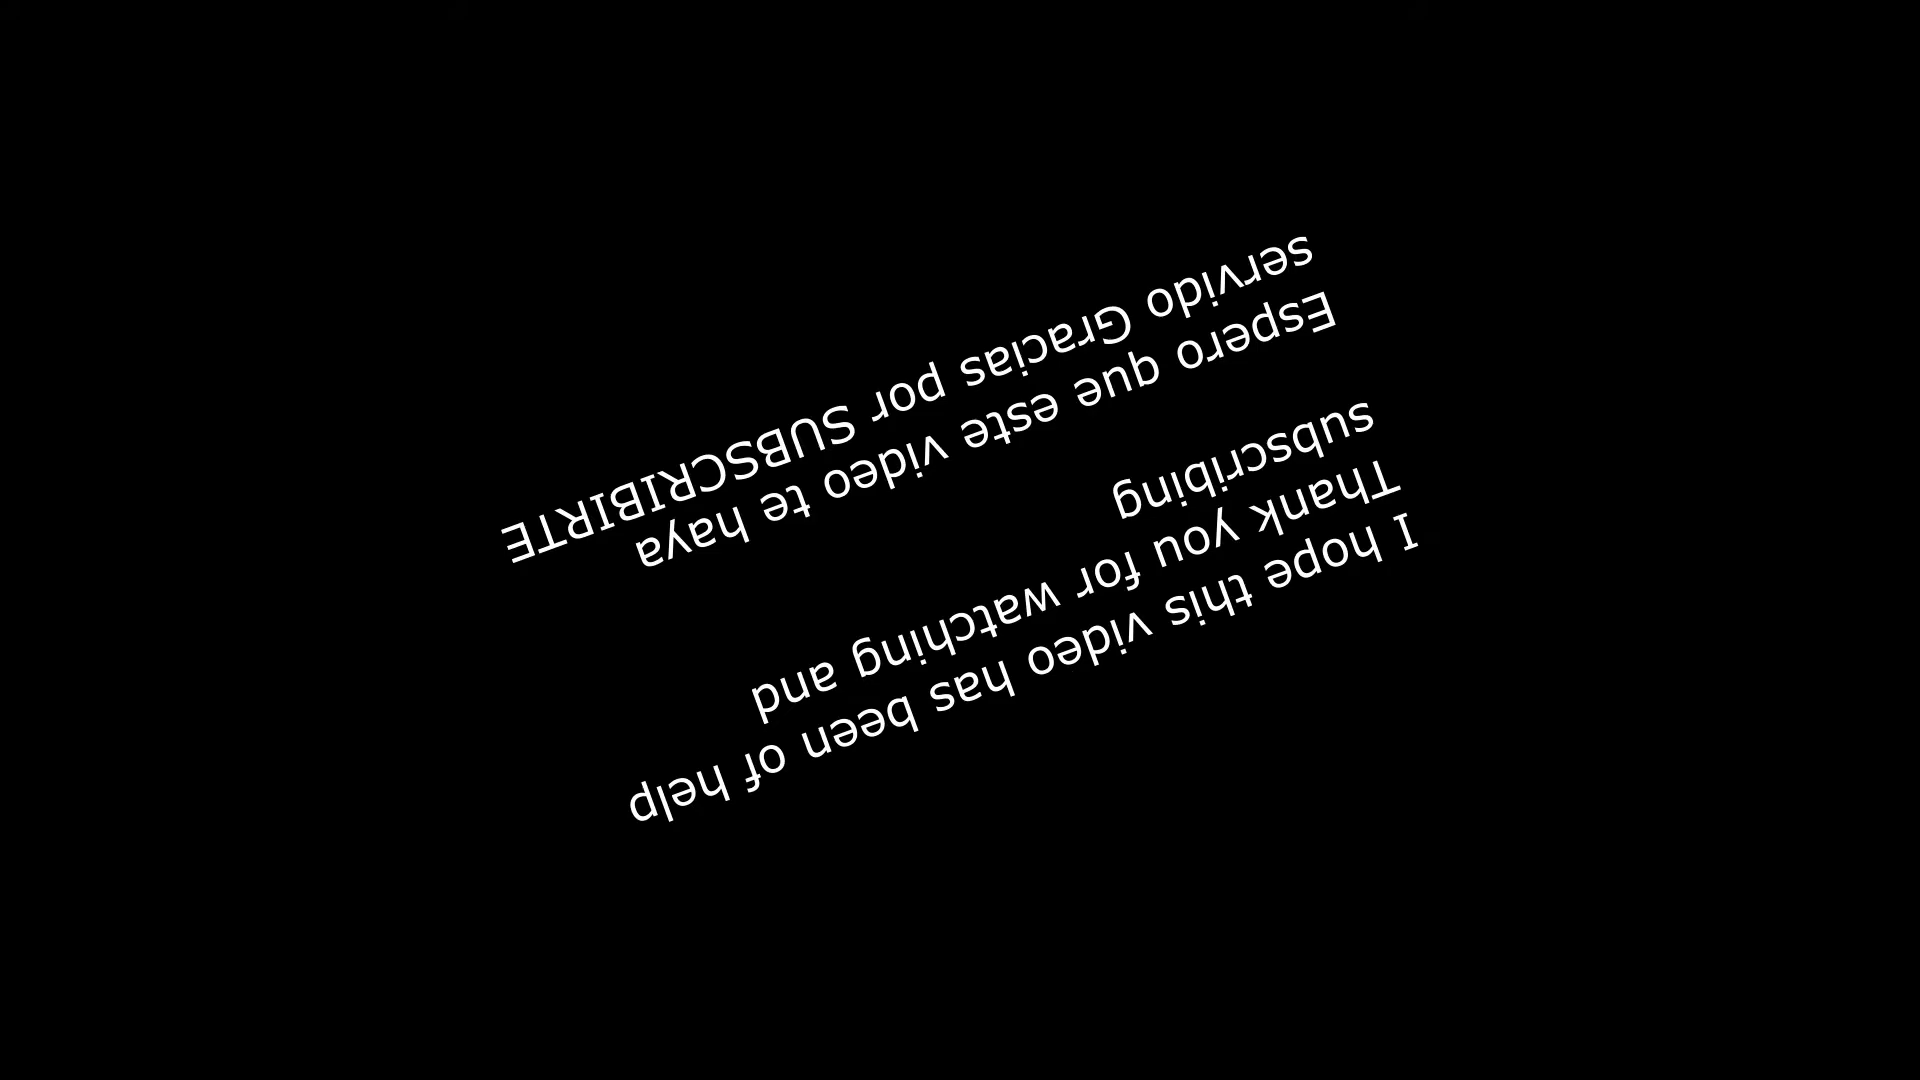 I hope this video has been of help
Thank you for watching and
subscribing
Espero que este video te haya
servido Gracias por SUBSCRIBIRTE